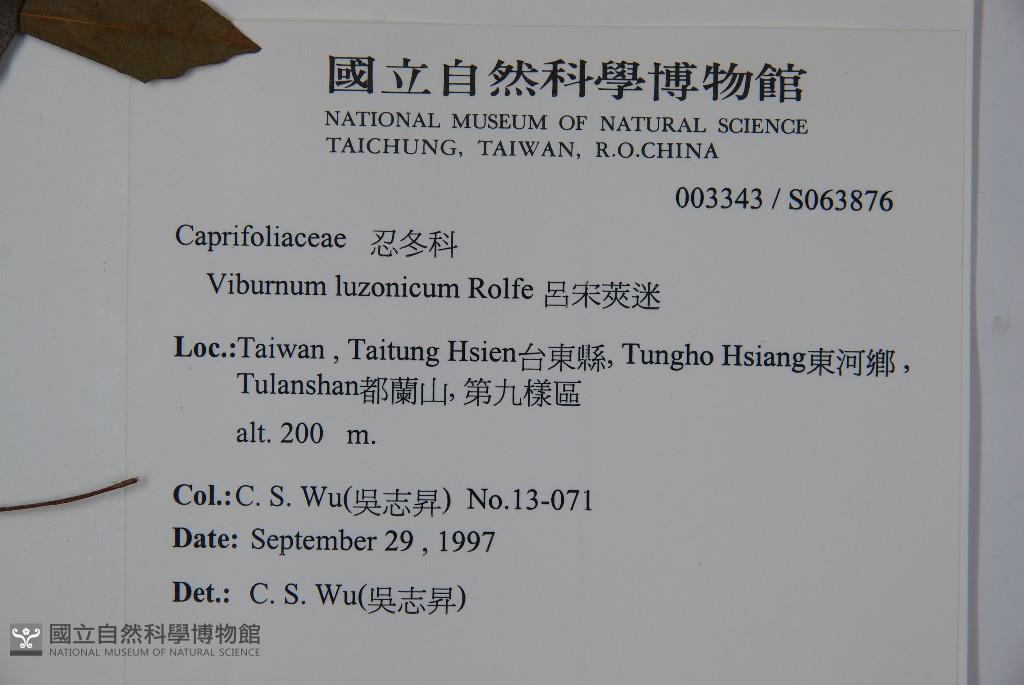 國立自然科學博物館
NATIONAL MUSEUM OF NATURAL SCIENCE
TAICHUNG, TAIWAN, R.O.CHINA
003343 / S063876
Caprifoliaceae 忍冬科
Viburnum luzonicum Rolfe 呂宋莢迷
Loc.:Taiwan , Taitung Hsien台東縣, Tungho Hsiang東河鄉 ,
Tulanshan都蘭山, 第九樣區
alt. 200 m.
Col.:C. S. Wu(吳志昇) No.13-071
Date: September 29 , 1997
Det.: C. S. Wu(吳志昇)
國立自然科學博物館
NATIONAL MUSEUM OF NATURAL SCIENCE